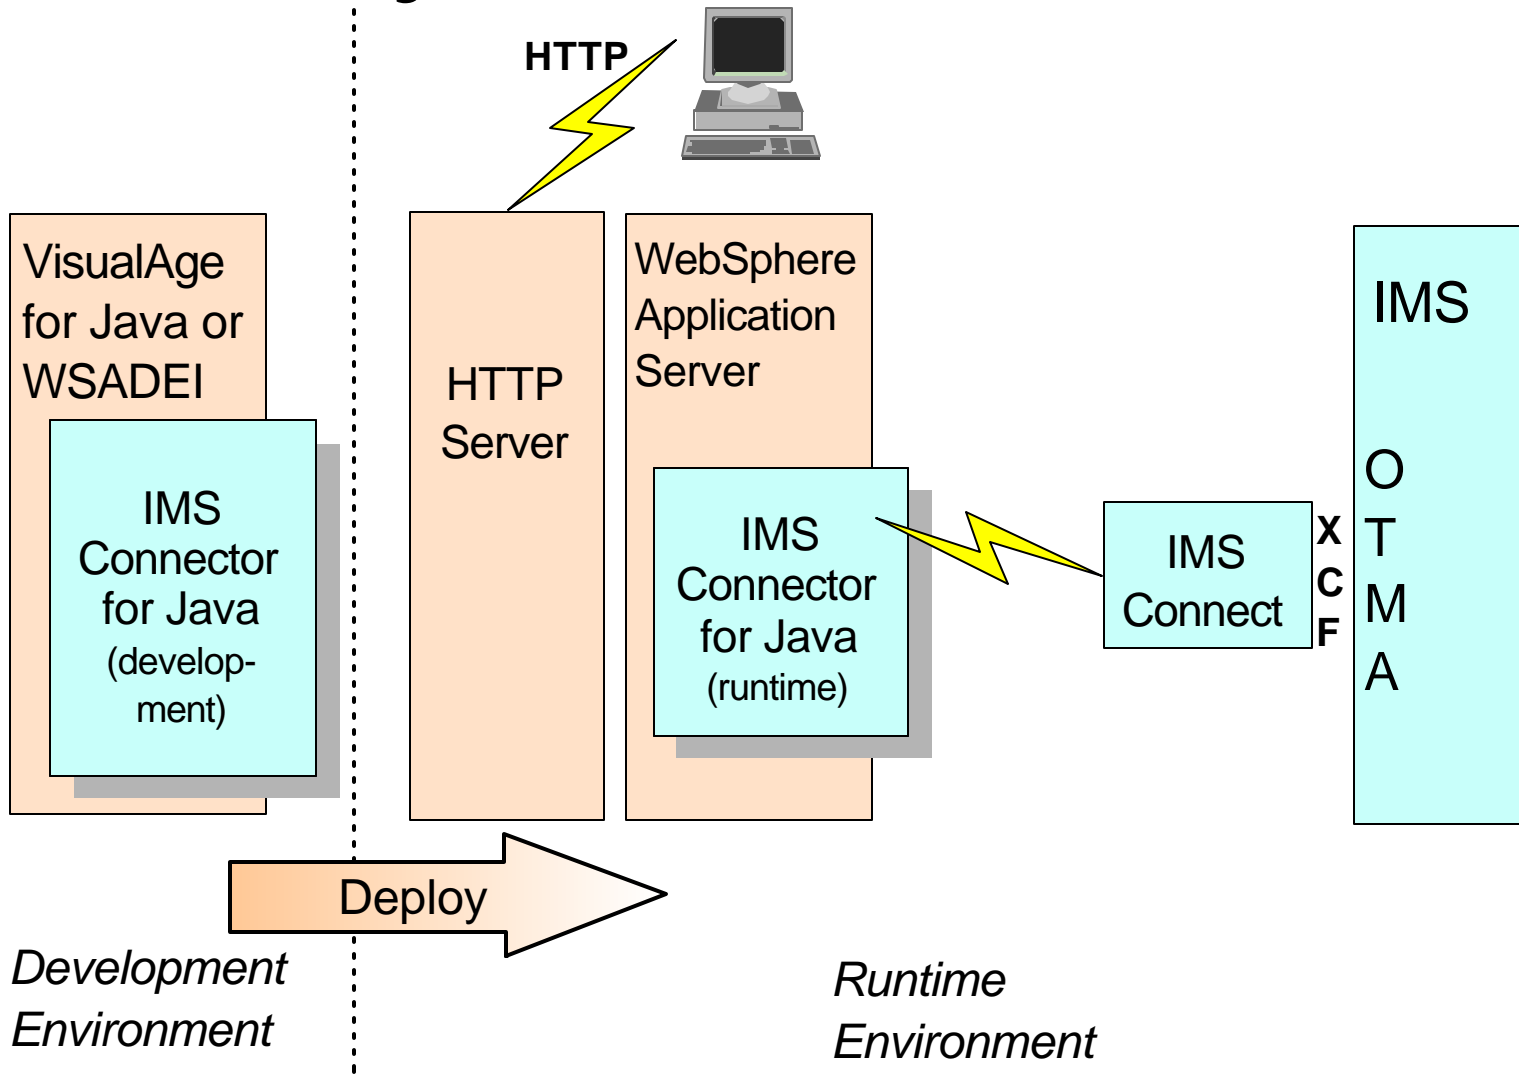 HTTP
VisualAge
for Java or
WSADEI
IMS
Connector
for Java
(develop-
ment)
HTTP
Server
WebSphere
Application
Server
IMS
Connector
for Java
(runtime)
IMS
Connect
X
C
F
IMS
O
T
M
A
Deploy
Development
Environment
Runtime
Environment